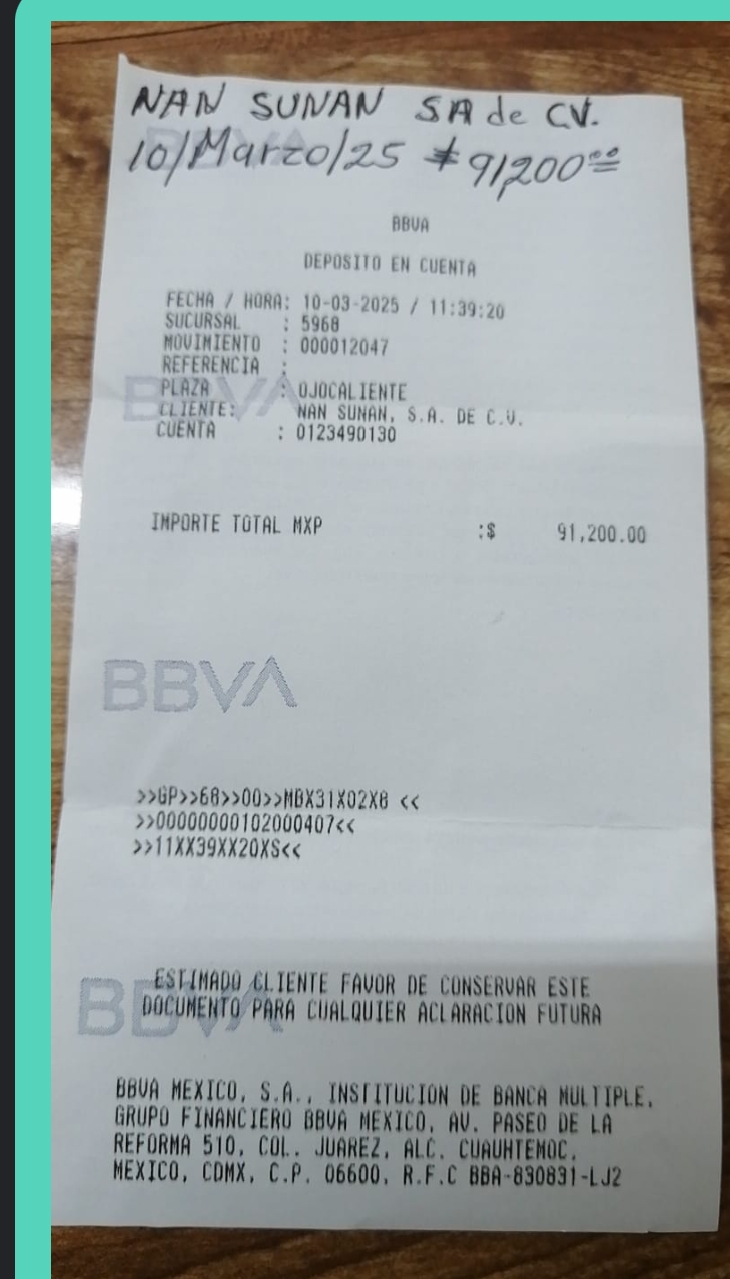 NAN SUNAN SA de CV.
10/Marzo/25 $91,200.00
BBVA
DEPOSITO EN CUENTA
FECHA / HORA: 10-03-2025 / 11:39:20
SUCURSAL : 5968
MOVIMIENTO : 000012047
REFERENCIA :
PLAZA : OJOCALIENTE
CLIENTE: NAN SUNAN, S.A. DE C.V.
CUENTA : 0123490130
IMPORTE TOTAL MXP :$ 91,200.00
BBVA
>>GP>>68>>00>>MBX31X02X8 <<
>>00000000102000407<<
>>11XX39XX20XS<<
ESTIMADO CLIENTE FAVOR DE CONSERVAR ESTE
DOCUMENTO PARA CUALQUIER ACLARACION FUTURA
BBVA MEXICO, S.A., INSTITUCION DE BANCA MULTIPLE,
GRUPO FINANCIERO BBVA MEXICO, AV. PASEO DE LA
REFORMA 510, COL. JUAREZ, ALC. CUAUHTEMOC,
MEXICO, CDMX, C.P. 06600, R.F.C BBA-830831-LJ2